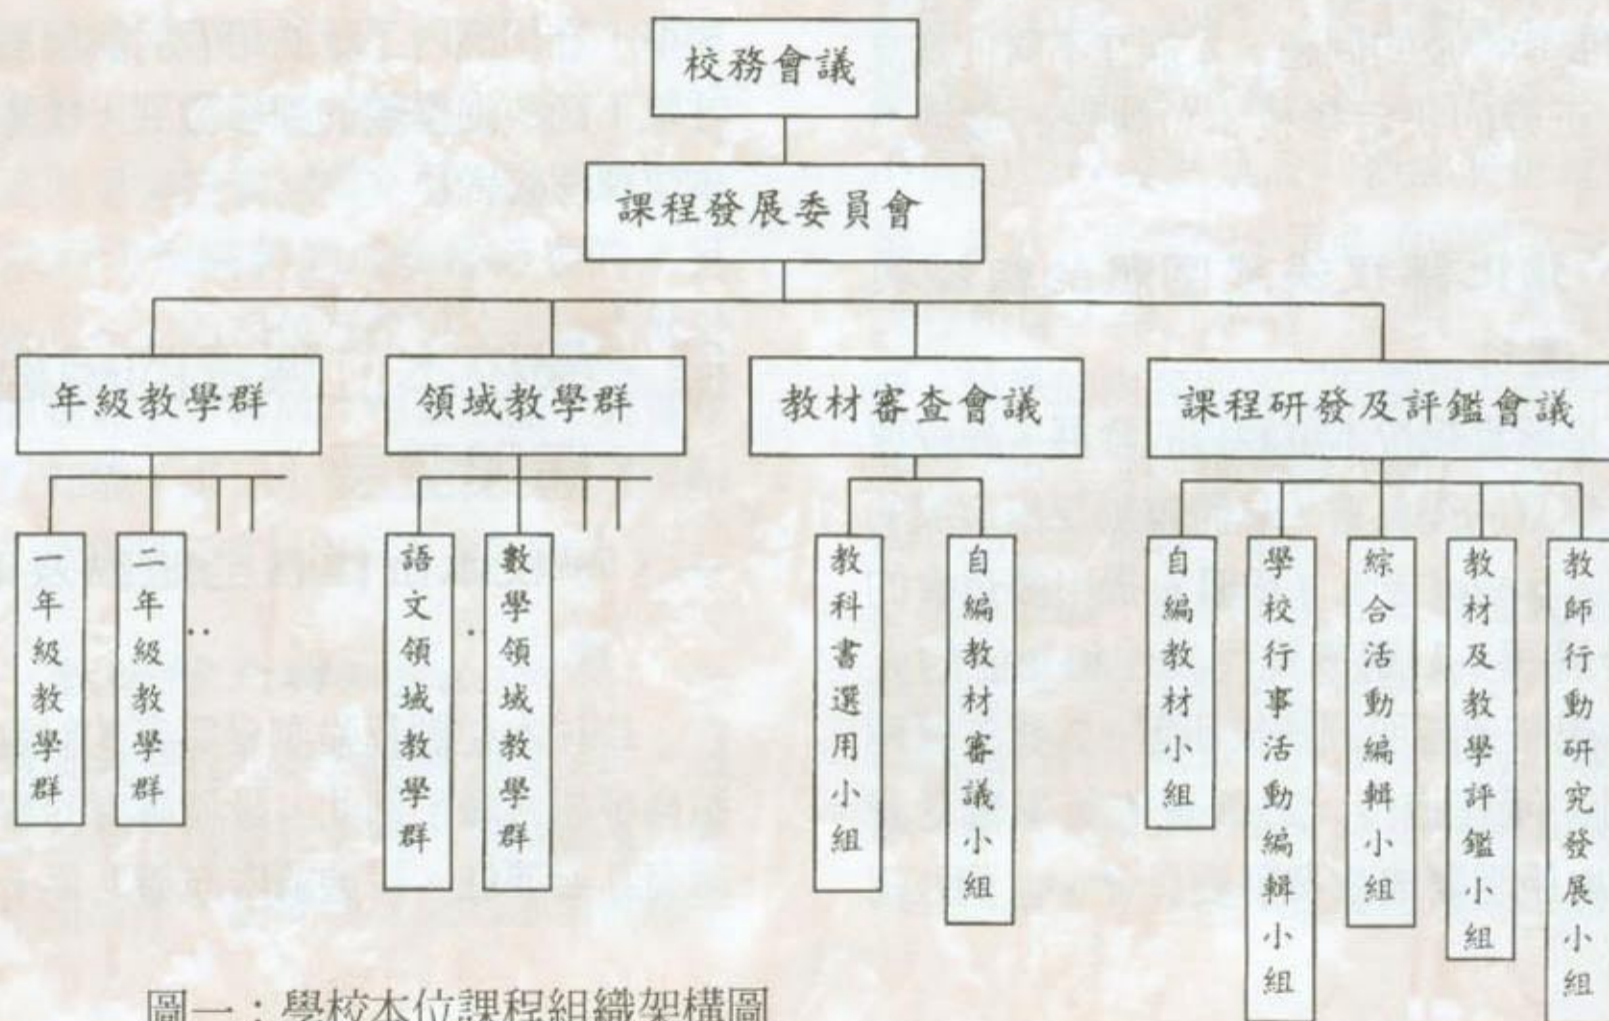 校務會議
課程發展委員會
年級教學群
領域教學群
教材審查會議
課程研發及評鑑會議
一年級教學群
二年級教學群
‥
語文領域教學群
．
數學領域教學群
教科書選用小組
自編教材審議小組
自編教材小組
學校行事活動編輯小組
綜合活動編輯小組
教材及教學評鑑小組
教師行動研究發展小組
圖一：學校本位課程組織架構圖